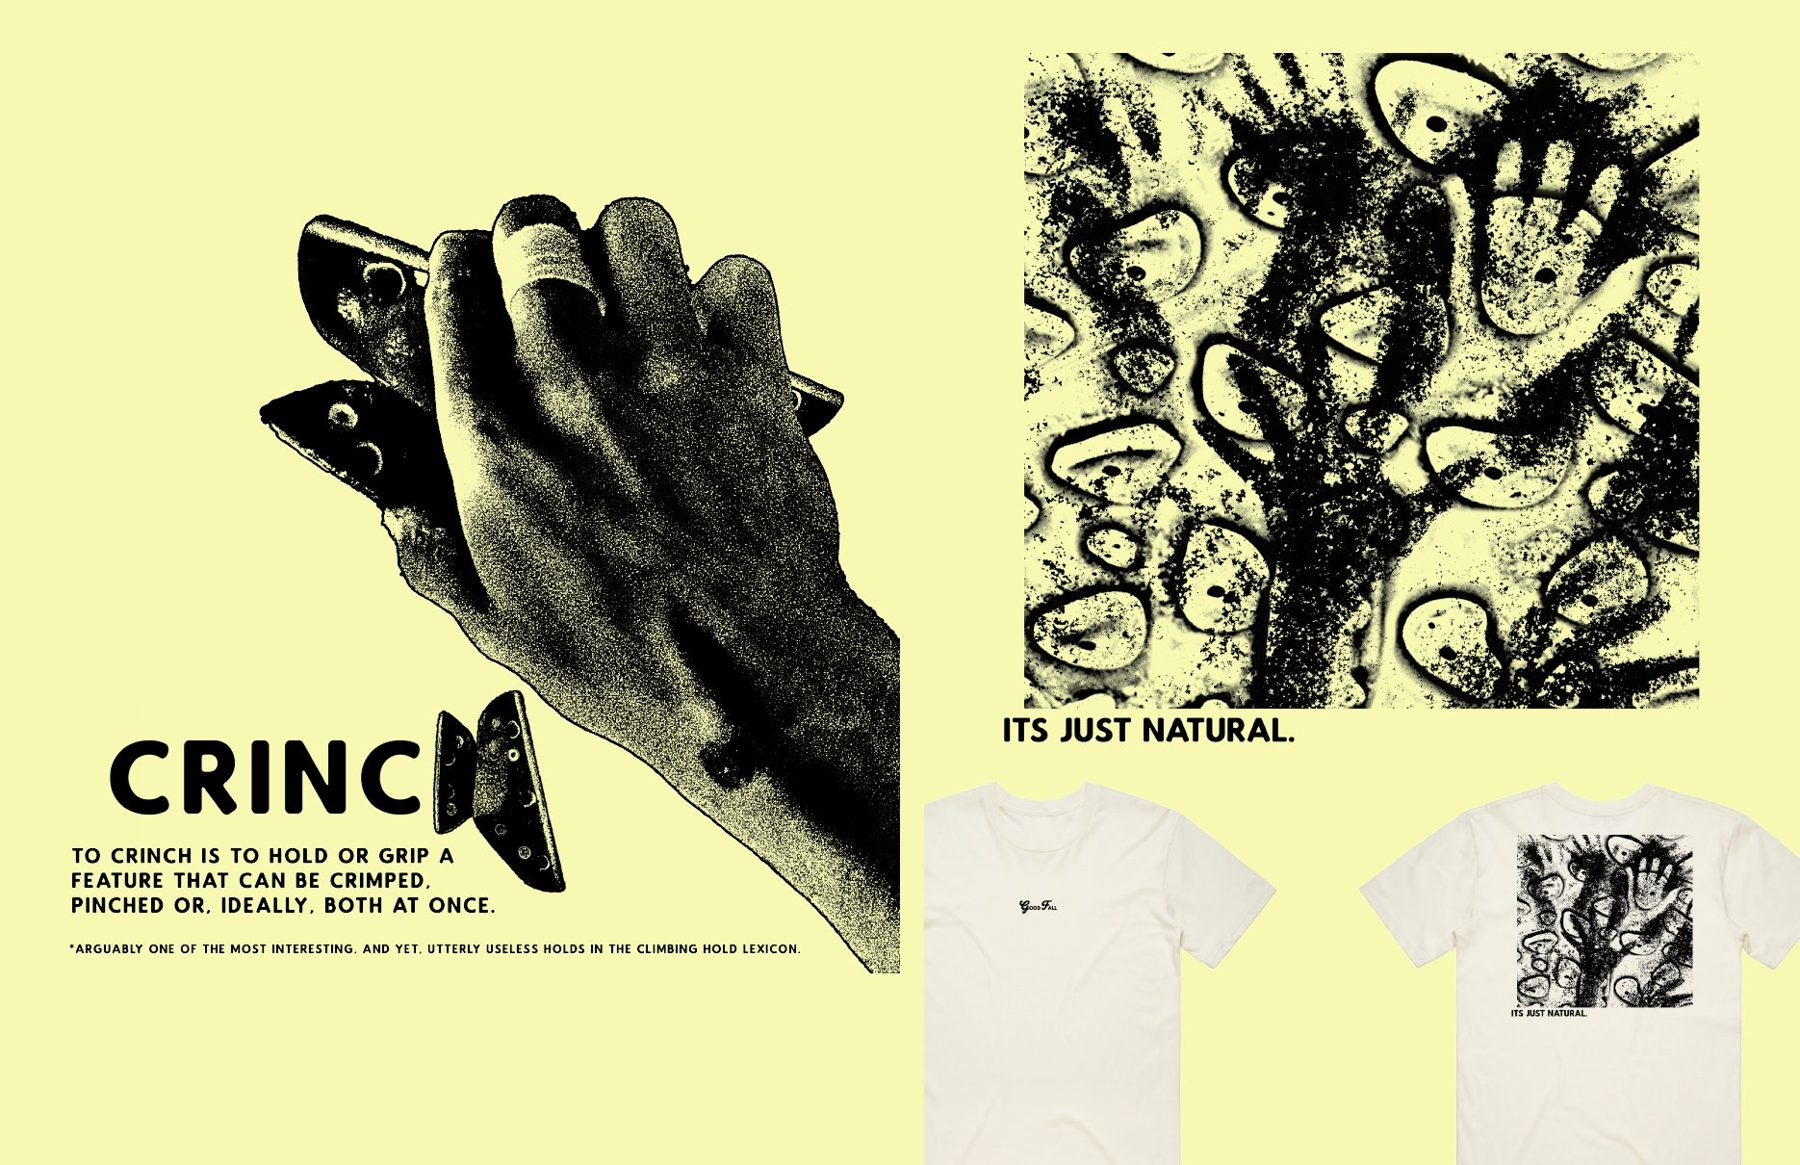 CRINC
TO CRINCH IS TO HOLD OR GRIP A
FEATURE THAT CAN BE CRIMPED,
PINCHED OR, IDEALLY, BOTH AT ONCE.
*ARGUABLY ONE OF THE MOST INTERESTING, AND YET, UTTERLY USELESS HOLDS IN THE CLIMBING HOLD LEXICON.
ITS JUST NATURAL.
GOOD FALL
ITS JUST NATURAL.